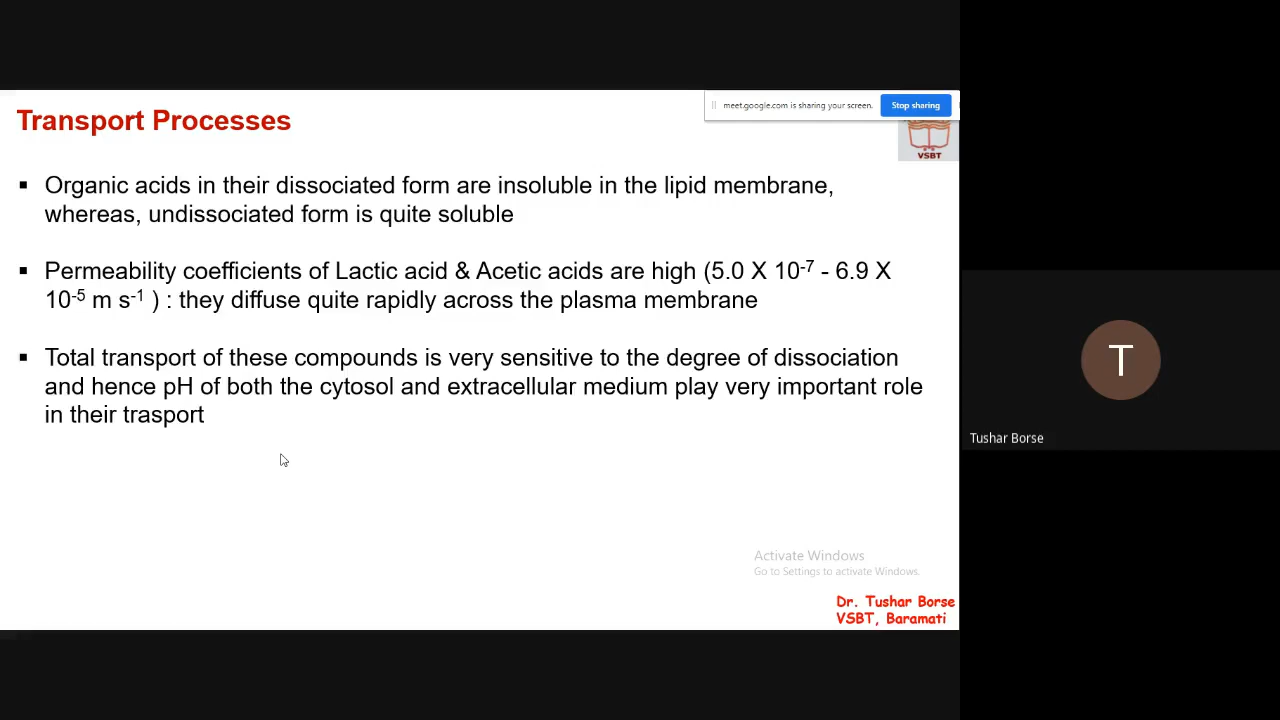 meet.google.com is sharing your screen.
Stop sharing
Transport Processes
VSBT
▪ Organic acids in their dissociated form are insoluble in the lipid membrane,
whereas, undissociated form is quite soluble
▪ Permeability coefficients of Lactic acid & Acetic acids are high (5.0 X 10⁻⁷ - 6.9 X
10⁻⁵ m s⁻¹ ) : they diffuse quite rapidly across the plasma membrane
▪ Total transport of these compounds is very sensitive to the degree of dissociation
and hence pH of both the cytosol and extracellular medium play very important role
in their trasport
T
Tushar Borse
Activate Windows
Go to Settings to activate Windows.
Dr. Tushar Borse
VSBT, Baramati